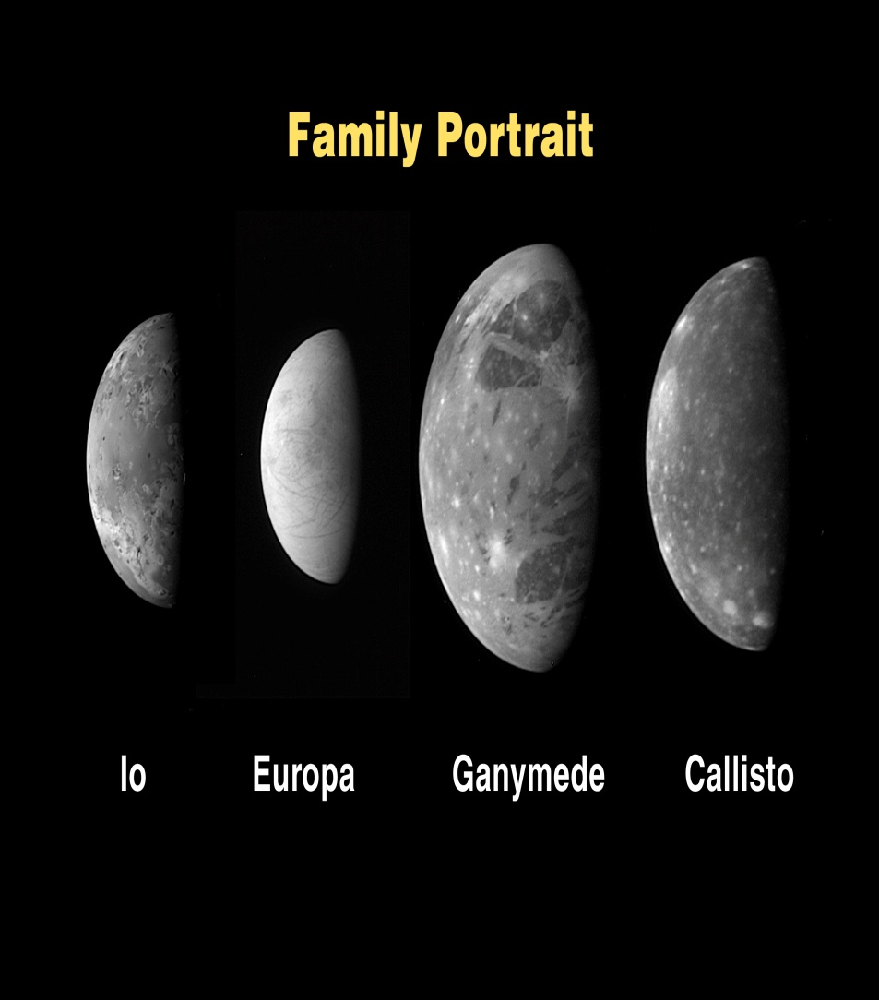 Family Portrait
Io
Europa
Ganymede
Callisto